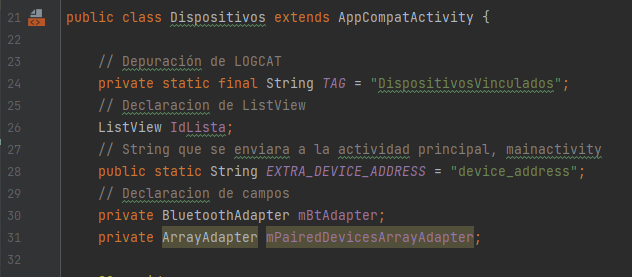 21 public class Dispositivos extends AppCompatActivity {
22
23 // Depuración de LOGCAT
24 private static final String TAG = "DispositivosVinculados";
25 // Declaracion de ListView
26 ListView IdLista;
27 // String que se enviara a la actividad principal, mainactivity
28 public static String EXTRA_DEVICE_ADDRESS = "device_address";
29 // Declaracion de campos
30 private BluetoothAdapter mBtAdapter;
31 private ArrayAdapter mPairedDevicesArrayAdapter;
32